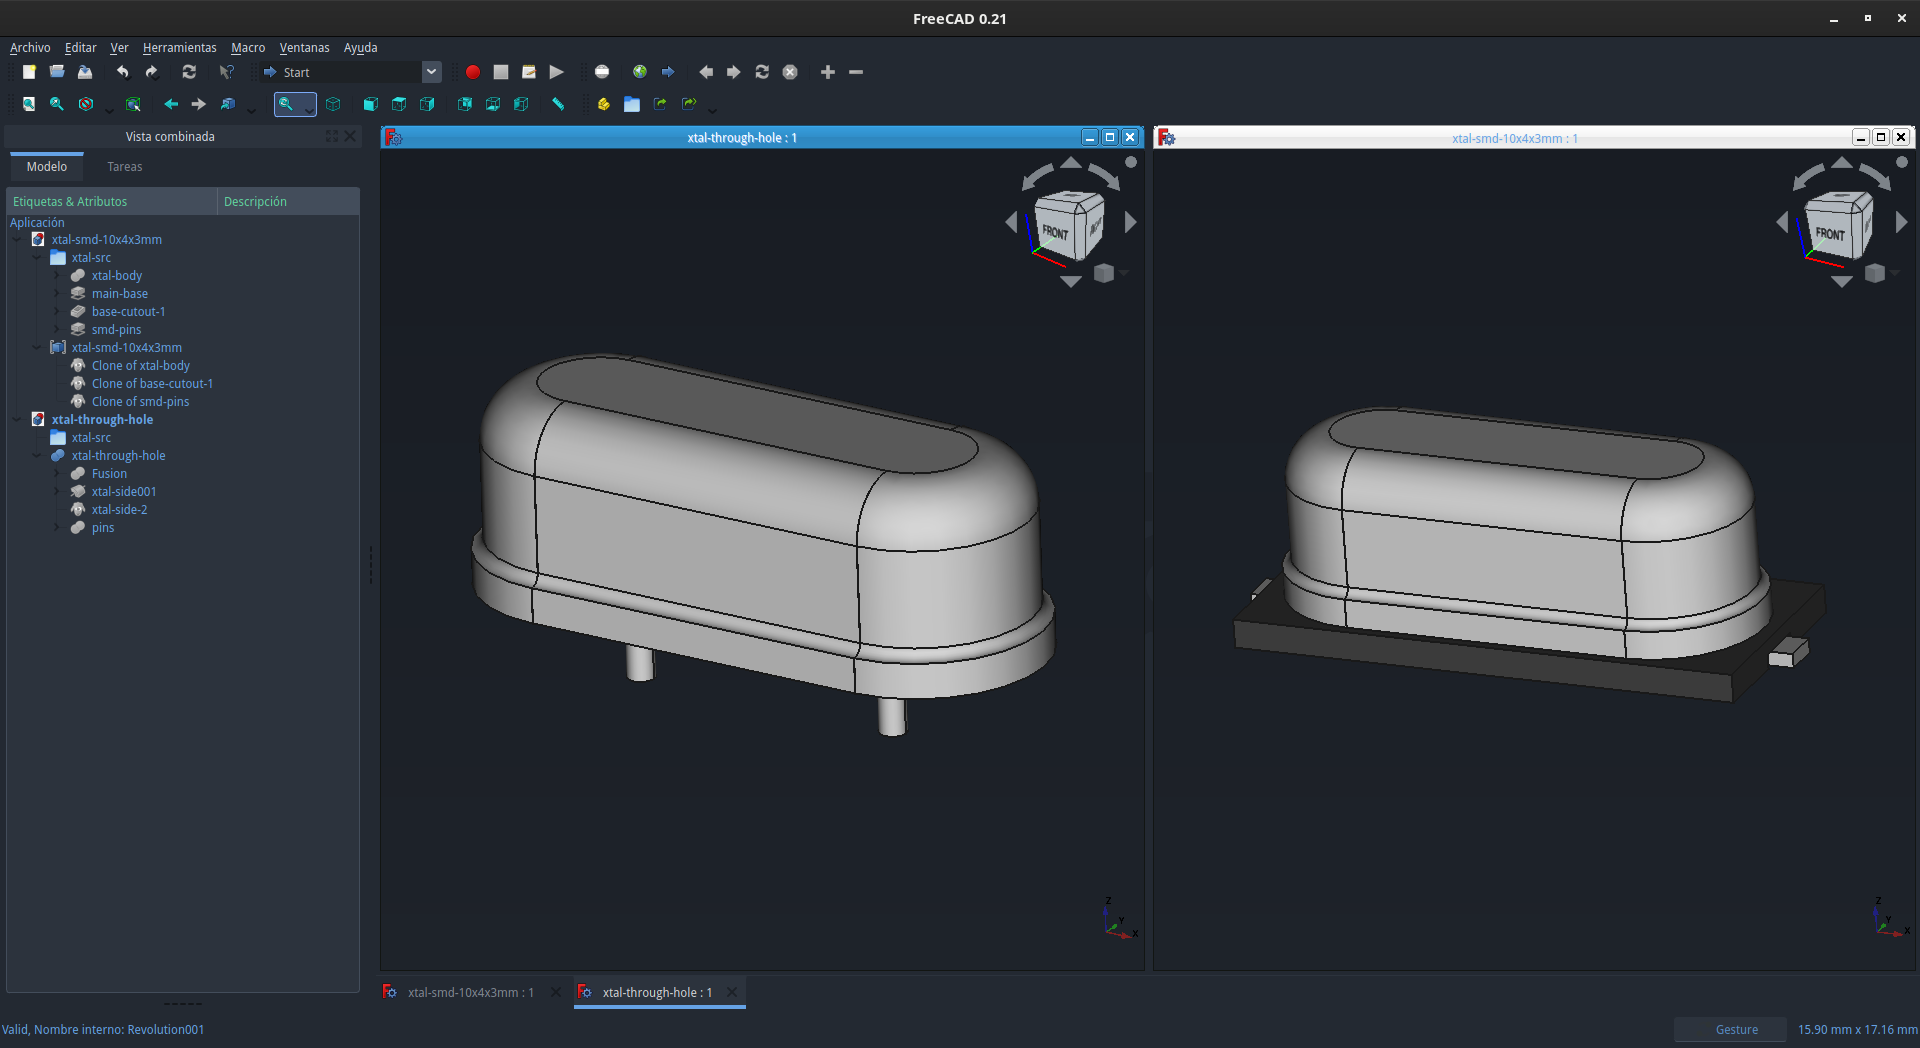 FreeCAD 0.21
Archivo Editar Ver Herramientas Macro Ventanas Ayuda
Start
Vista combinada
Modelo Tareas
Etiquetas & Atributos Descripción
Aplicación
xtal-smd-10x4x3mm
xtal-src
xtal-body
main-base
base-cutout-1
smd-pins
xtal-smd-10x4x3mm
Clone of xtal-body
Clone of base-cutout-1
Clone of smd-pins
xtal-through-hole
xtal-src
xtal-through-hole
Fusion
xtal-side001
xtal-side-2
pins
xtal-through-hole : 1
FRONT
Z
Y
X
xtal-smd-10x4x3mm : 1
FRONT
Z
Y
X
xtal-smd-10x4x3mm : 1 xtal-through-hole : 1
Valid, Nombre interno: Revolution001 Gesture 15.90 mm x 17.16 mm